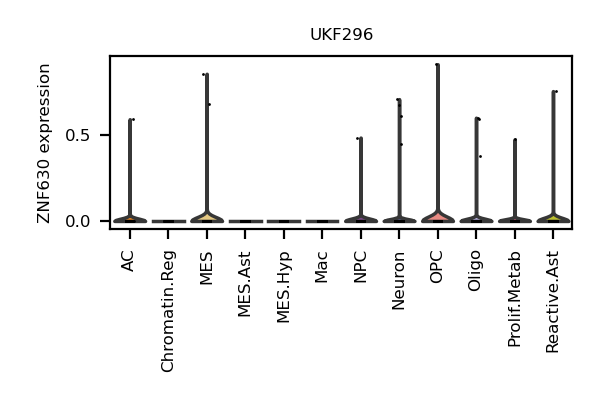 UKF296
ZNF630 expression
0.5
0.0
AC
Chromatin.Reg
MES
MES.Ast
MES.Hyp
Mac
NPC
Neuron
OPC
Oligo
Prolif.Metab
Reactive.Ast